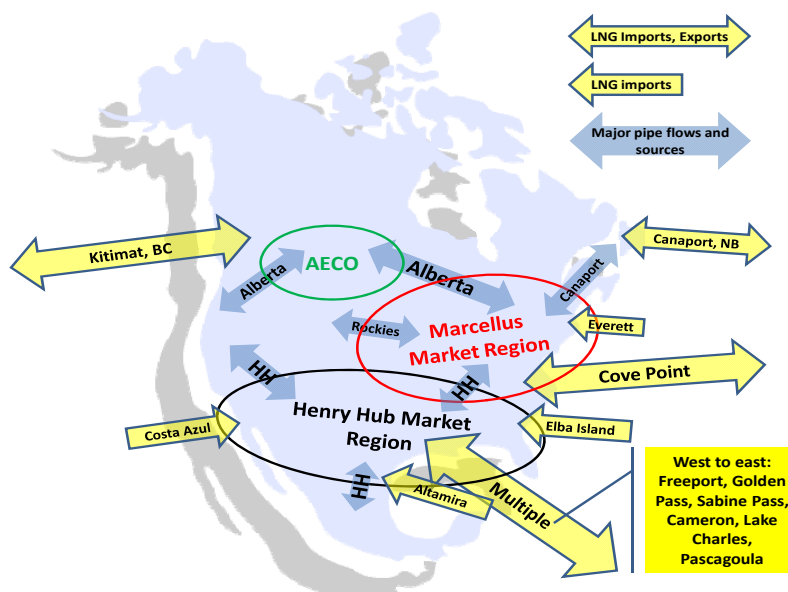 LNG Imports, Exports
LNG imports
Major pipe flows and
sources
Kitimat, BC
AECO
Alberta
Alberta
Canaport
Canaport, NB
Rockies
Marcellus
Market Region
Everett
HH
HH
Cove Point
Henry Hub Market
Region
Costa Azul
Elba Island
HH
Altamira
Multiple
West to east:
Freeport, Golden
Pass, Sabine Pass,
Cameron, Lake
Charles,
Pascagoula